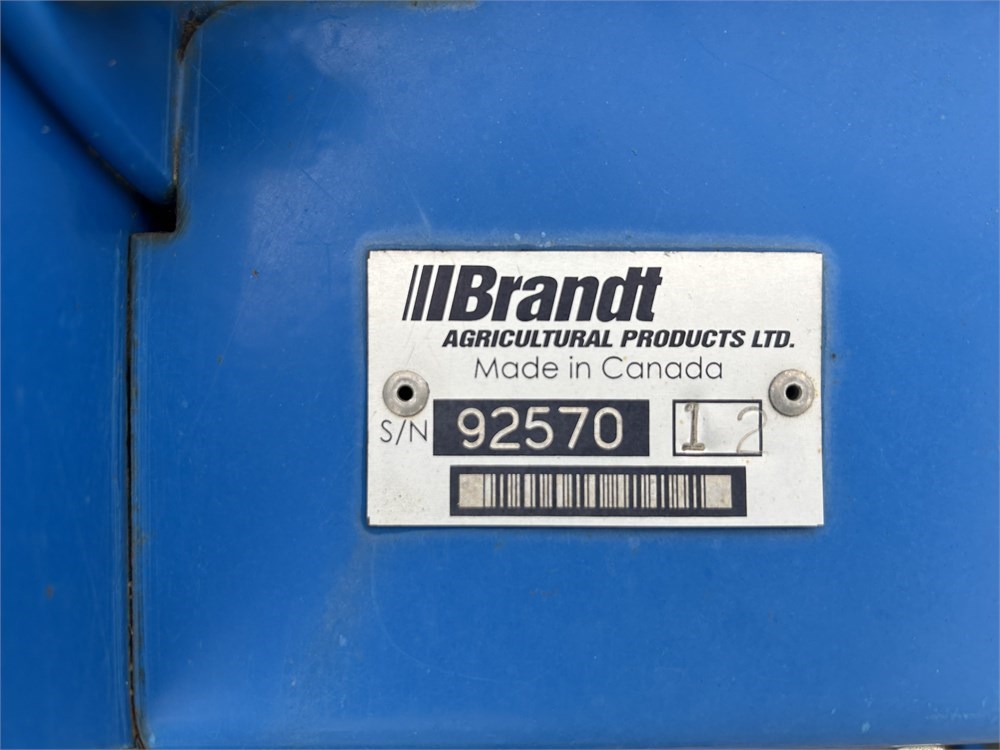 Brandt
AGRICULTURAL PRODUCTS LTD.
Made in Canada
S/N 92570 12